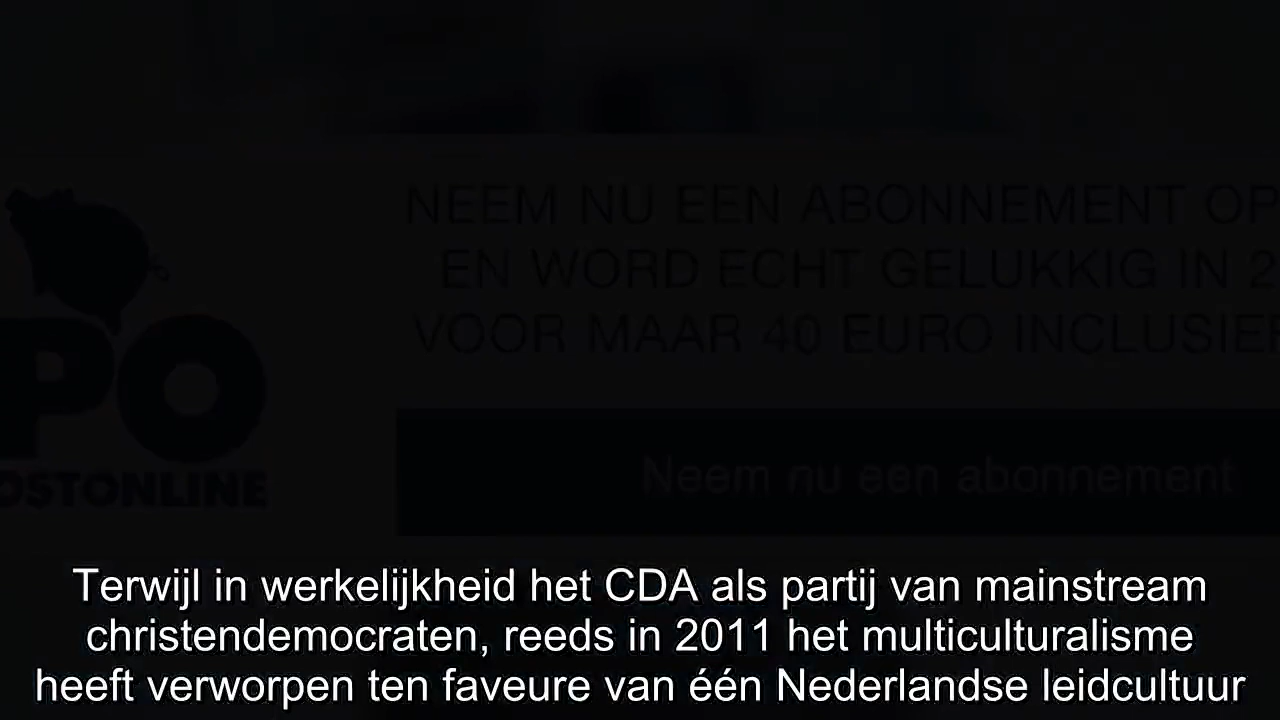 NEEM NU EEN ABONNEMENT OP
EN WORD ECHT GELUKKIG IN 2
VOOR MAAR 40 EURO INCLUSIEF
PO
OSTONLINE
Neem nu een abonnement
Terwijl in werkelijkheid het CDA als partij van mainstream
christendemocraten, reeds in 2011 het multiculturalisme
heeft verworpen ten faveure van één Nederlandse leidcultuur